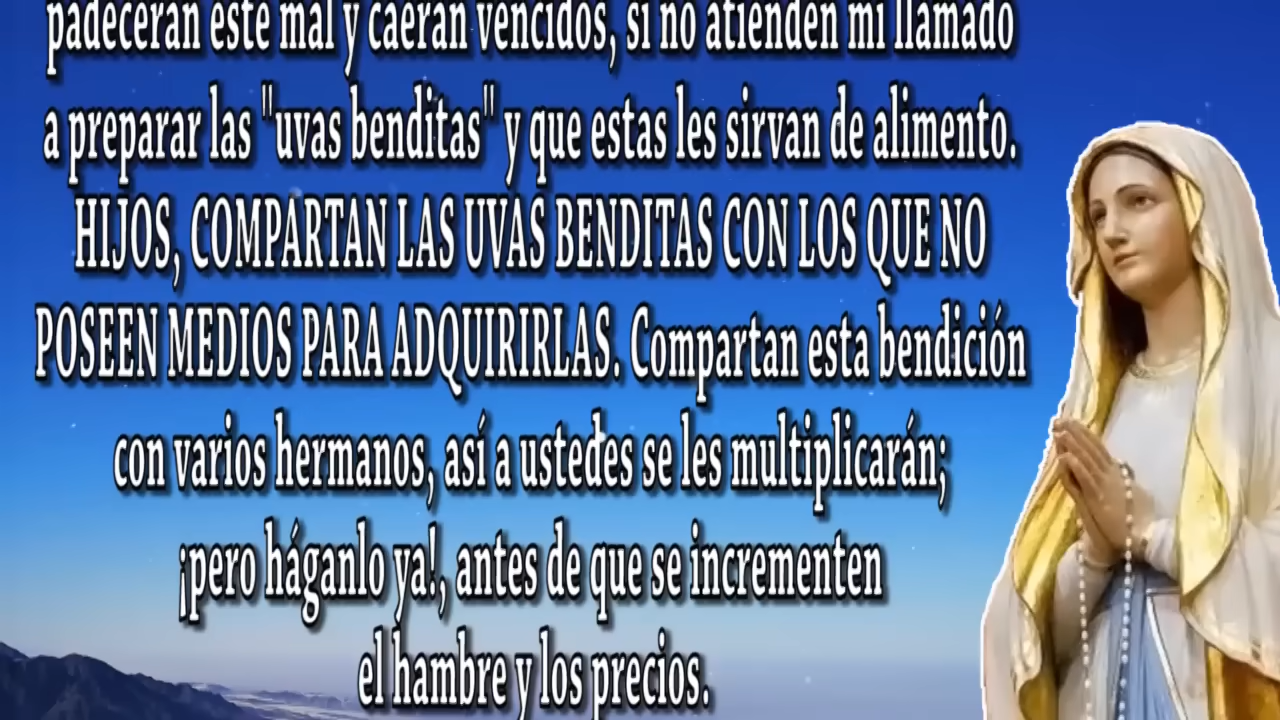 padecerán este mal y caerán vencidos, si no atienden mi llamado
a preparar las "uvas benditas" y que estas les sirvan de alimento.
HIJOS, COMPARTAN LAS UVAS BENDITAS CON LOS QUE NO
POSEEN MEDIOS PARA ADQUIRIRLAS. Compartan esta bendición
con varios hermanos, así a ustedes se les multiplicarán;
¡pero háganlo ya!, antes de que se incrementen
el hambre y los precios.